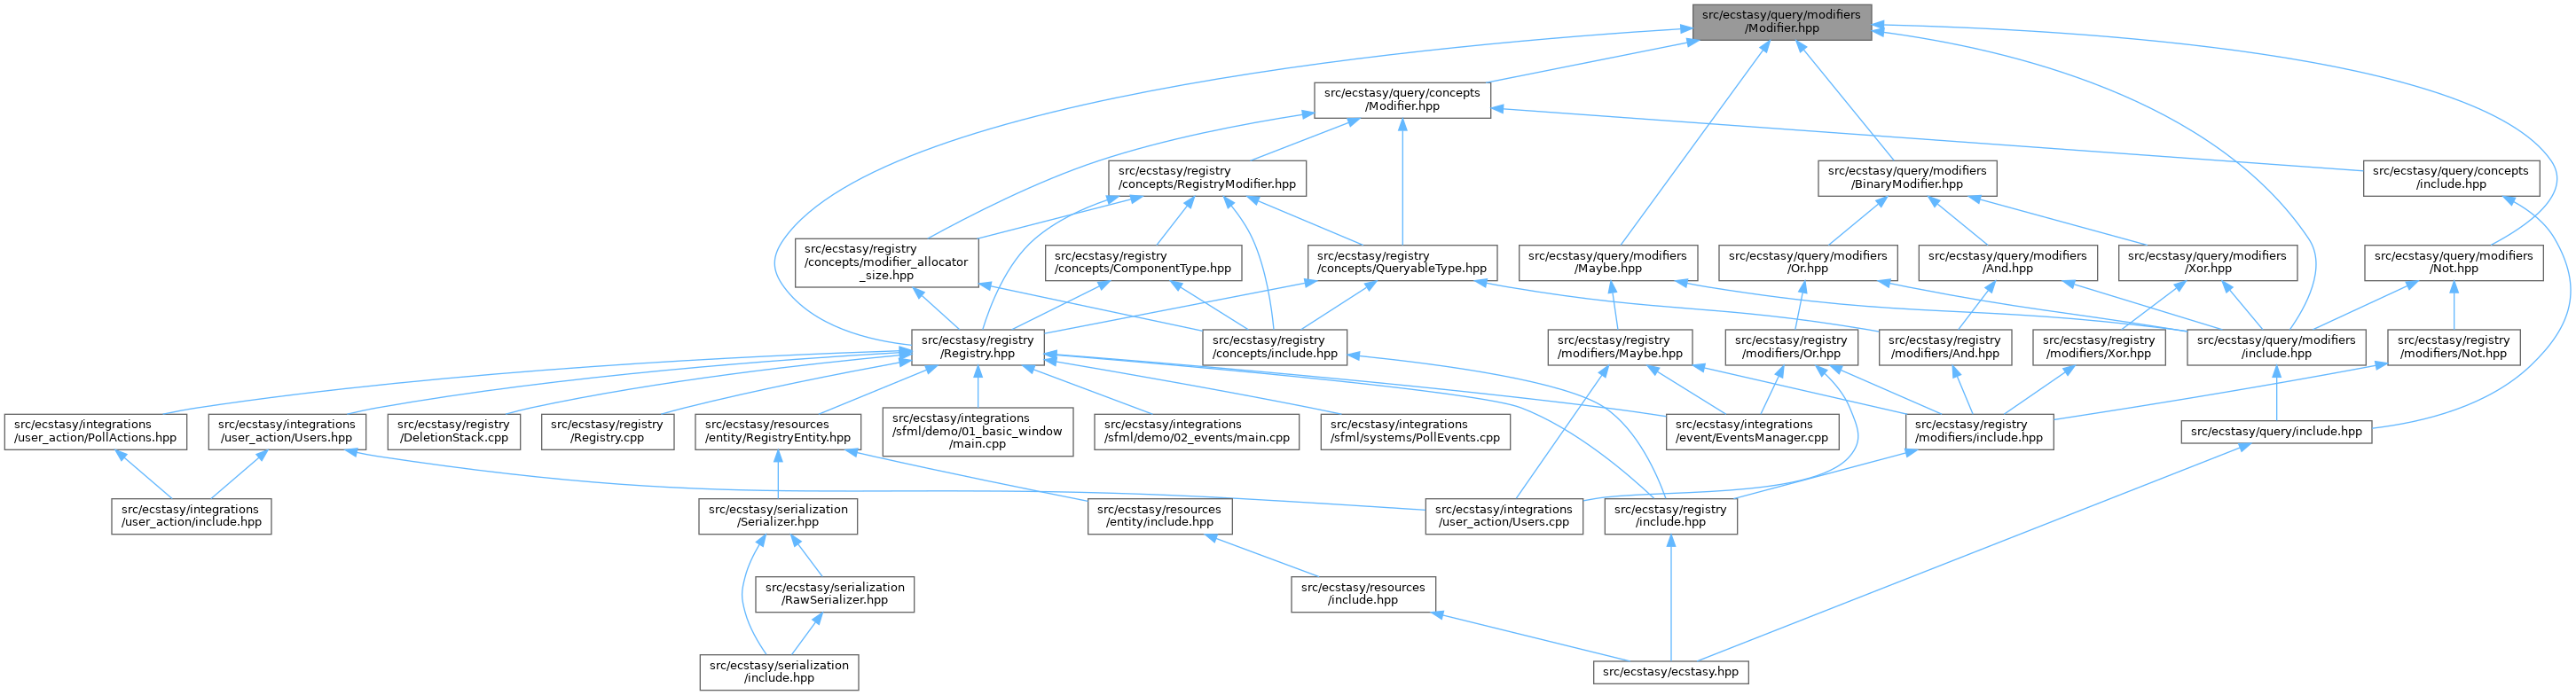 src/ecstasy/query/modifiers
/Modifier.hpp
src/ecstasy/query/concepts
/Modifier.hpp
src/ecstasy/registry
/concepts/RegistryModifier.hpp
src/ecstasy/query/modifiers
/BinaryModifier.hpp
src/ecstasy/query/concepts
/include.hpp
src/ecstasy/registry
/concepts/modifier_allocator
_size.hpp
src/ecstasy/registry
/concepts/ComponentType.hpp
src/ecstasy/registry
/concepts/QueryableType.hpp
src/ecstasy/query/modifiers
/Maybe.hpp
src/ecstasy/query/modifiers
/Or.hpp
src/ecstasy/query/modifiers
/And.hpp
src/ecstasy/query/modifiers
/Xor.hpp
src/ecstasy/query/modifiers
/Not.hpp
src/ecstasy/registry
/Registry.hpp
src/ecstasy/registry
/concepts/include.hpp
src/ecstasy/registry
/modifiers/Maybe.hpp
src/ecstasy/registry
/modifiers/Or.hpp
src/ecstasy/registry
/modifiers/And.hpp
src/ecstasy/registry
/modifiers/Xor.hpp
src/ecstasy/query/modifiers
/include.hpp
src/ecstasy/registry
/modifiers/Not.hpp
src/ecstasy/integrations
/user_action/PollActions.hpp
src/ecstasy/integrations
/user_action/Users.hpp
src/ecstasy/registry
/DeletionStack.cpp
src/ecstasy/registry
/Registry.cpp
src/ecstasy/resources
/entity/RegistryEntity.hpp
src/ecstasy/integrations
/sfml/demo/01_basic_window
/main.cpp
src/ecstasy/integrations
/sfml/demo/02_events/main.cpp
src/ecstasy/integrations
/sfml/systems/PollEvents.cpp
src/ecstasy/integrations
/event/EventsManager.cpp
src/ecstasy/registry
/modifiers/include.hpp
src/ecstasy/query/include.hpp
src/ecstasy/integrations
/user_action/include.hpp
src/ecstasy/serialization
/Serializer.hpp
src/ecstasy/resources
/entity/include.hpp
src/ecstasy/integrations
/user_action/Users.cpp
src/ecstasy/registry
/include.hpp
src/ecstasy/serialization
/RawSerializer.hpp
src/ecstasy/resources
/include.hpp
src/ecstasy/serialization
/include.hpp
src/ecstasy/ecstasy.hpp